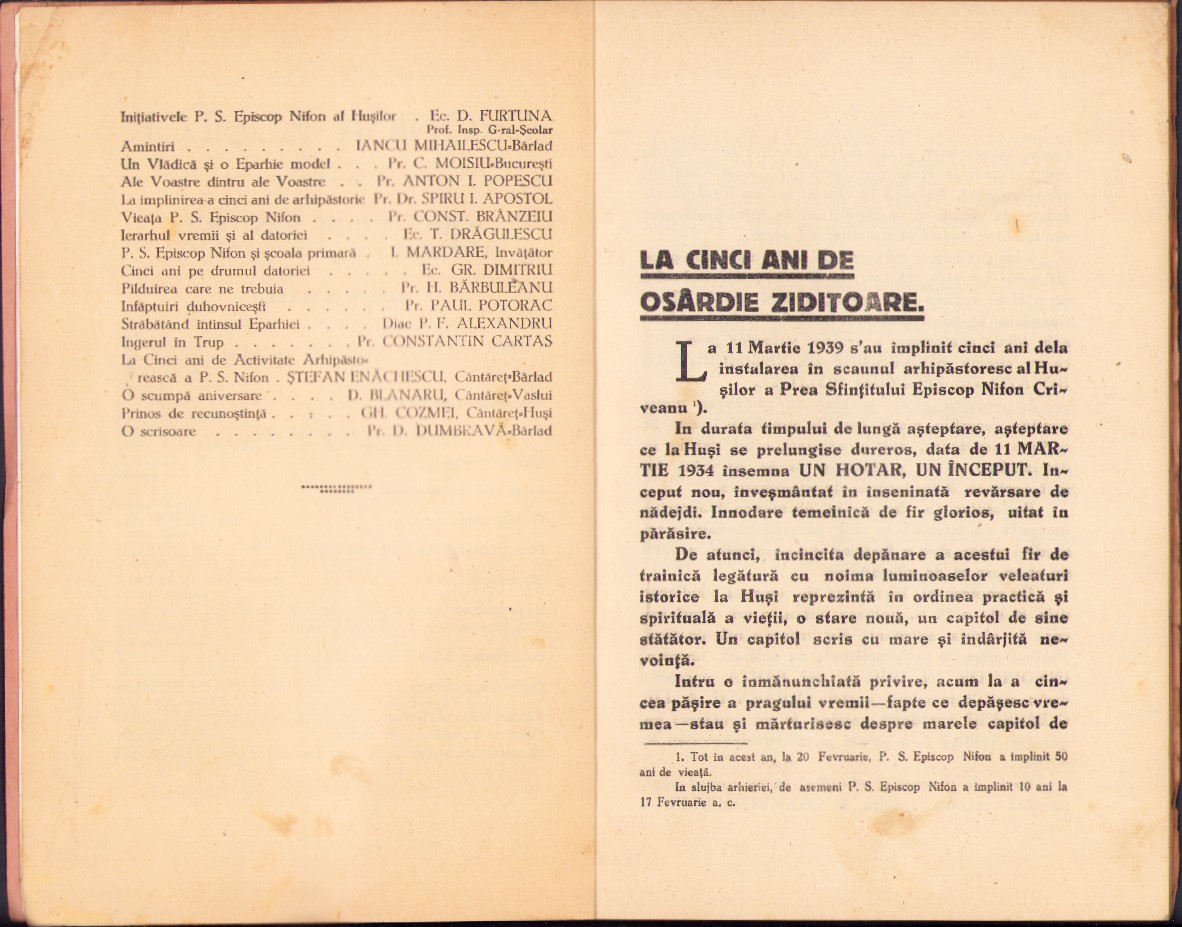 Inițiativele P. S. Episcop Nifon al Hușilor . Ec. D. FURTUNA
Prof. Insp. G-ral-Școlar
Amintiri . . . . . . . . . IANCU MIHAILESCU-Bârlad
Un Vlădică și o Eparhie model . . . Pr. C. MOISIU-București
Ale Voastre dintru ale Voastre . . Pr. ANTON I. POPESCU
La implinirea a cinci ani de arhipăstorie Pr. Dr. SPIRU I. APOSTOL
Vieața P. S. Episcop Nifon . . . . Pr. CONST. BRÂNZEIU
Ierarhul vremii și al datoriei . . . . Ec. T. DRĂGULESCU
P. S. Episcop Nifon și școala primară . I. MARDARE, Invățător
Cinci ani pe drumul datoriei . . . . . Ec. GR. DIMITRIU
Pilduirea care ne trebuia . . . . . Pr. H. BĂRBULEANU
Infăptuiri duhovnicești . . . . . . Pr. PAUL POTORAC
Străbătând intinsul Eparhiei . . . . Diac P. F. ALEXANDRU
Ingerul în Trup . . . . . . . Pr. CONSTANTIN CARTAS
La Cinci ani de Activitate Arhipăsto-
rească a P. S. Nifon . ȘTEFAN ENĂCHESCU, Cântăreț-Bârlad
O scumpă aniversare . . . . D. BLANARU, Cântăreț-Vaslui
Prinos de recunoștință . . : . GH. COZMEI, Cântăreț-Huși
O scrisoare . . . . . . . . Pr. D. DUMBRAVĂ-Bârlad
LA CINCI ANI DE
OSÂRDIE ZIDITOARE.
La 11 Martie 1939 s'au împlinit cinci ani dela
instalarea în scaunul arhipăstoresc al Hu-
șilor a Prea Sfințitului Episcop Nifon Cri-
veanu ¹).
In durata timpului de lungă așteptare, așteptare
ce la Huși se prelungise dureros, data de 11 MAR-
TIE 1934 însemna UN HOTAR, UN ÎNCEPUT. In-
ceput nou, înveșmântat în înseninată revărsare de
nădejdi. Innodare temeinică de fir glorios, uitat în
părăsire.
De atunci, încincita depănare a acestui fir de
trainică legătură cu noima luminoaselor veleaturi
istorice la Huși reprezintă în ordinea practică și
spirituală a vieții, o stare nouă, un capitol de sine
stătător. Un capitol scris cu mare și îndârjită ne-
voință.
Intru o inmănunchiată privire, acum la a cin-
cea pășire a pragului vremii—fapte ce depășesc vre-
mea—stau și mărturisesc despre marele capitol de
1. Tot in acest an, la 20 Fevruarie, P. S. Episcop Nifon a implinit 50
ani de vieață.
In slujba arhieriei, de asemeni P. S. Episcop Nifon a implinit 10 ani la
17 Fevruarie a. c.